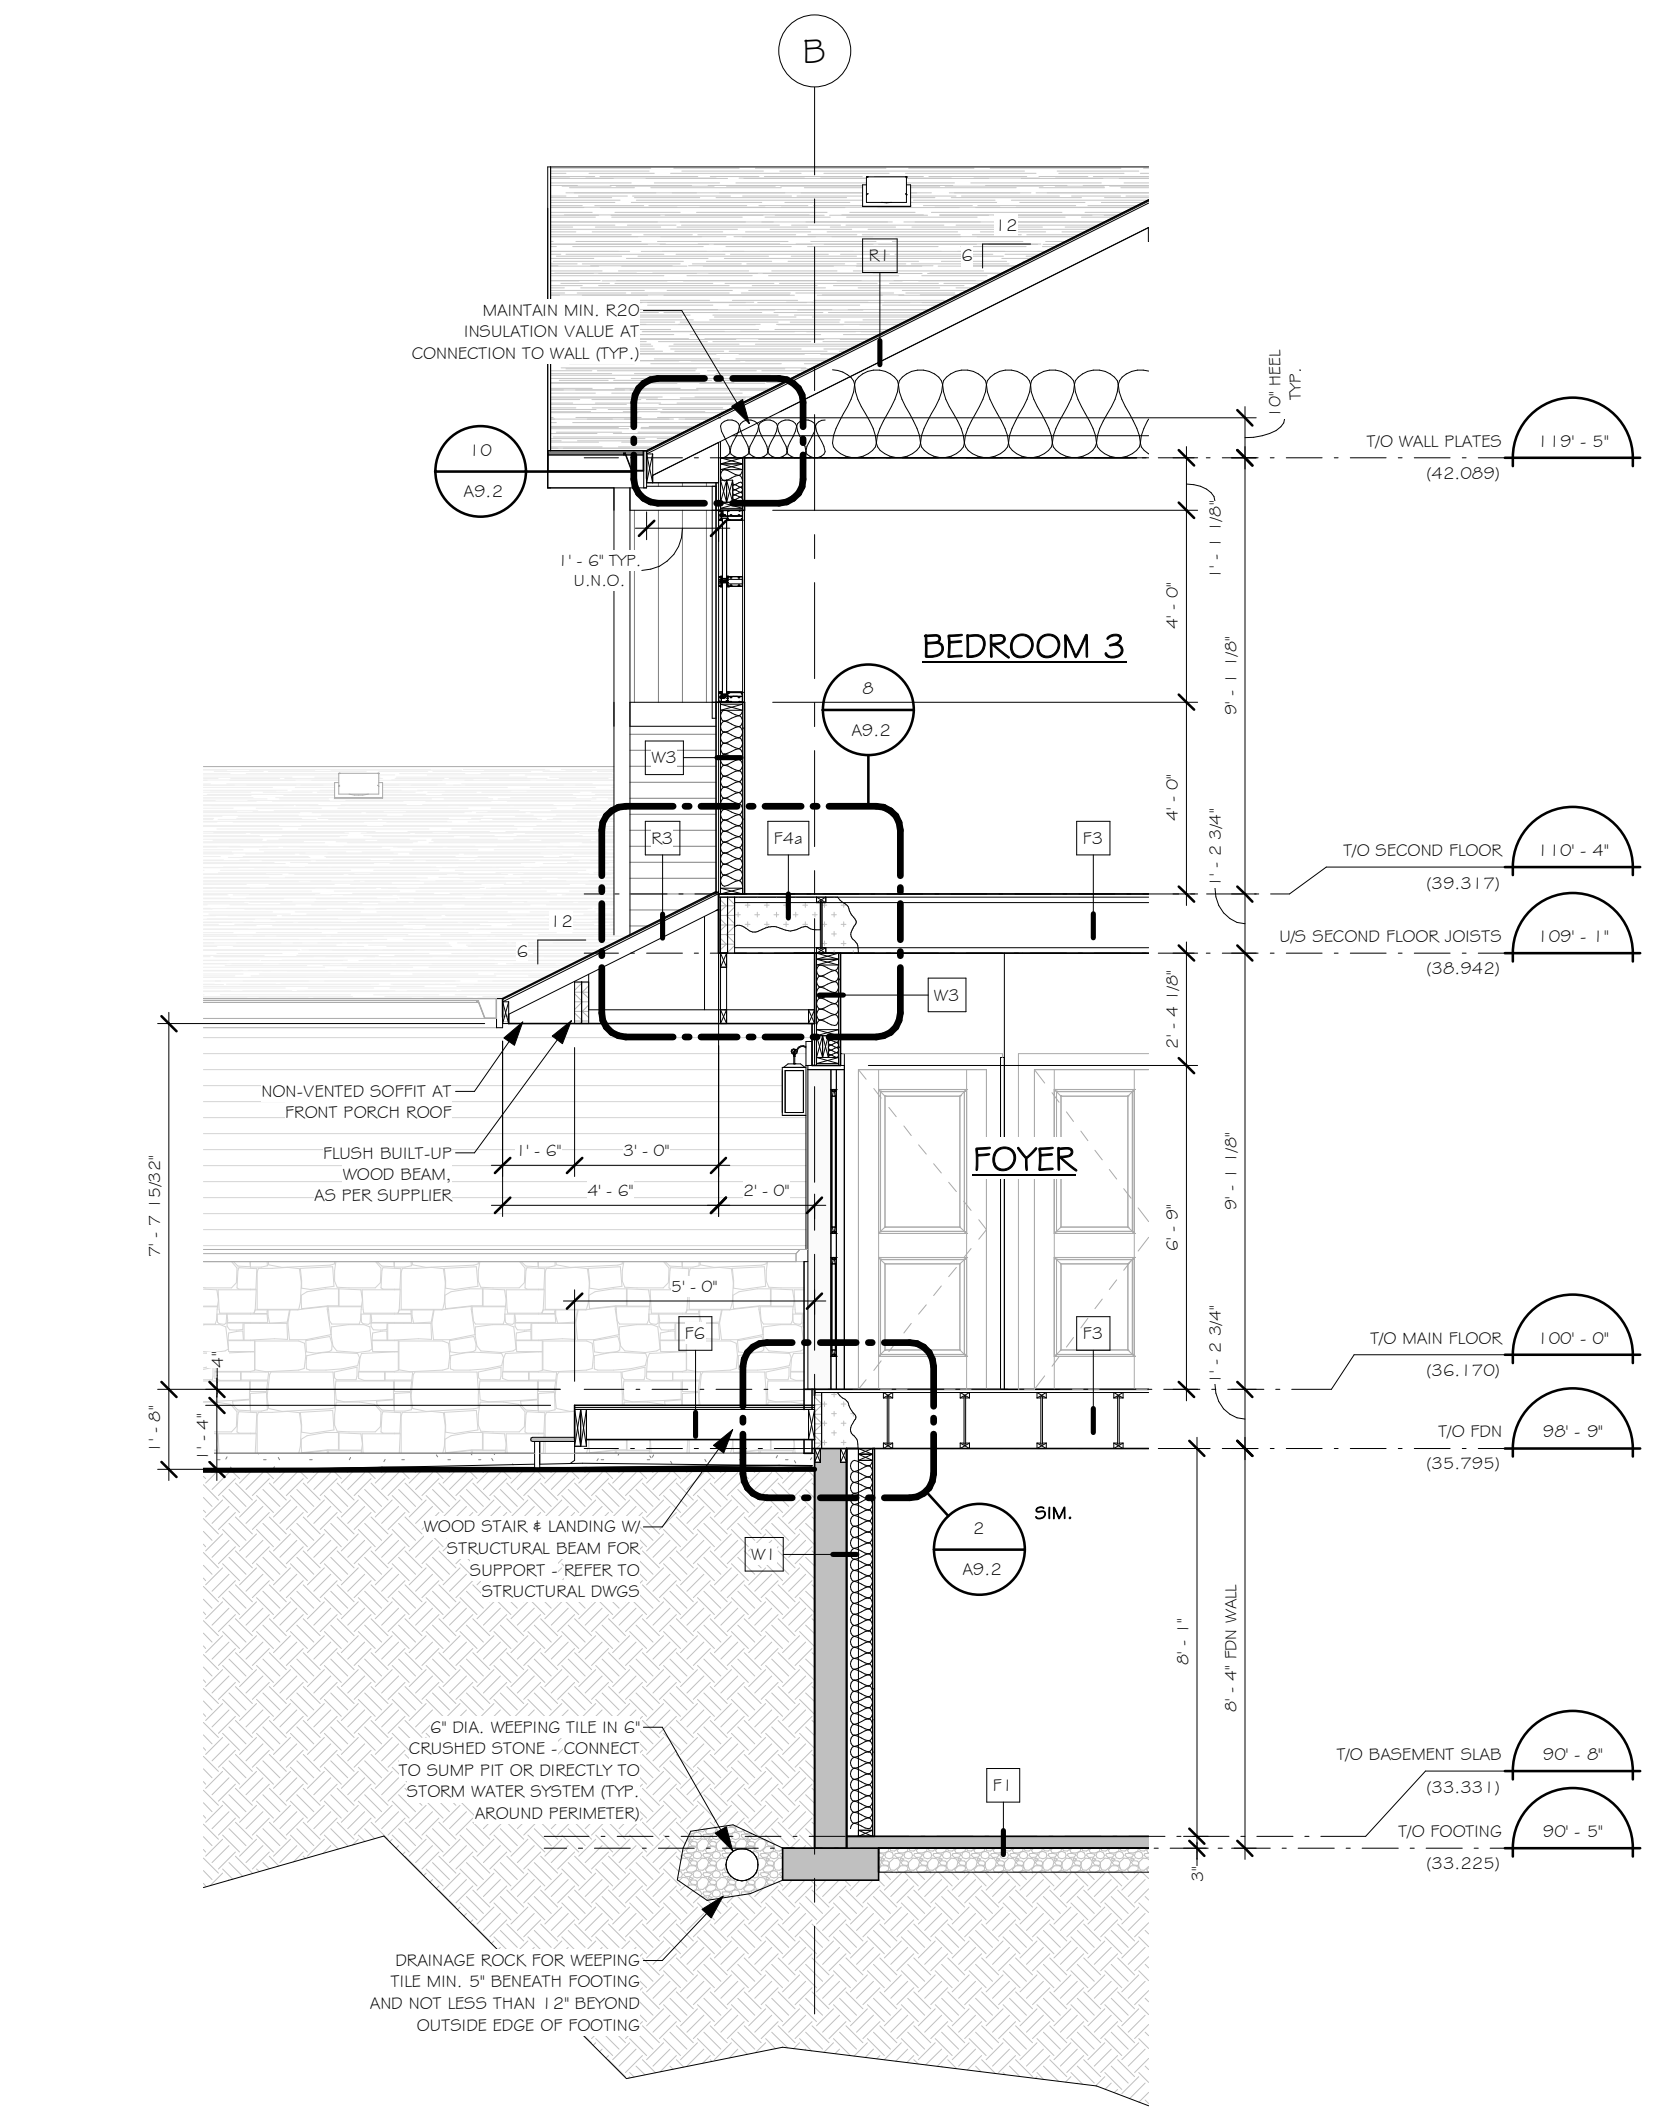 B
12
6
R1
MAINTAIN MIN. R20
INSULATION VALUE AT
CONNECTION TO WALL (TYP.)
10" HEEL
TYP.
10
A9.2
T/O WALL PLATES
119' - 5"
(42.089)
1' - 1 1/8"
1' - 6" TYP.
U.N.O.
4' - 0"
BEDROOM 3
9' - 1 1/8"
8
A9.2
W3
4' - 0"
R3
F4a
F3
1' - 2 3/4"
T/O SECOND FLOOR
110' - 4"
(39.317)
12
6
U/S SECOND FLOOR JOISTS
109' - 1"
(38.942)
W3
2' - 4 1/8"
NON-VENTED SOFFIT AT
FRONT PORCH ROOF
FLUSH BUILT-UP
WOOD BEAM,
AS PER SUPPLIER
1' - 6"
3' - 0"
4' - 6"
2' - 0"
FOYER
7' - 7 15/32"
6' - 9"
9' - 1 1/8"
5' - 0"
F6
F3
4"
1' - 2 3/4"
T/O MAIN FLOOR
100' - 0"
(36.170)
1' - 8"
1' - 4"
T/O FDN
98' - 9"
(35.795)
WOOD STAIR & LANDING W/
STRUCTURAL BEAM FOR
SUPPORT - REFER TO
STRUCTURAL DWGS
W1
2
A9.2
SIM.
8' - 1"
8' - 4" FDN WALL
6" DIA. WEEPING TILE IN 6"
CRUSHED STONE - CONNECT
TO SUMP PIT OR DIRECTLY TO
STORM WATER SYSTEM (TYP.
AROUND PERIMETER)
F1
T/O BASEMENT SLAB
90' - 8"
(33.331)
T/O FOOTING
90' - 5"
(33.225)
3"
DRAINAGE ROCK FOR WEEPING
TILE MIN. 5" BENEATH FOOTING
AND NOT LESS THAN 12" BEYOND
OUTSIDE EDGE OF FOOTING